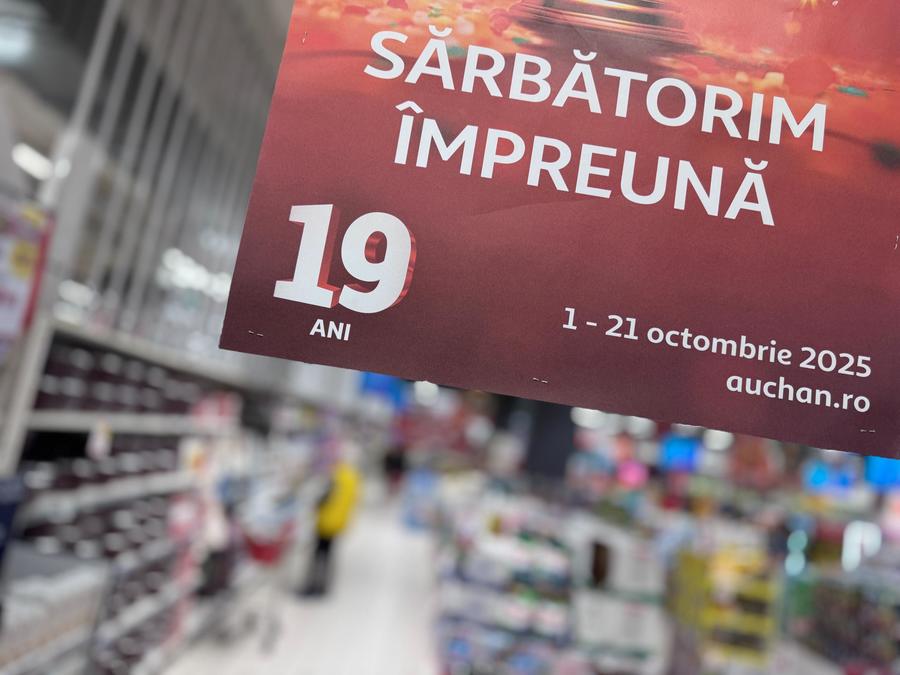 SĂRBĂTORIM
ÎMPREUNĂ
19
ANI
1 - 21 octombrie 2025
auchan.ro